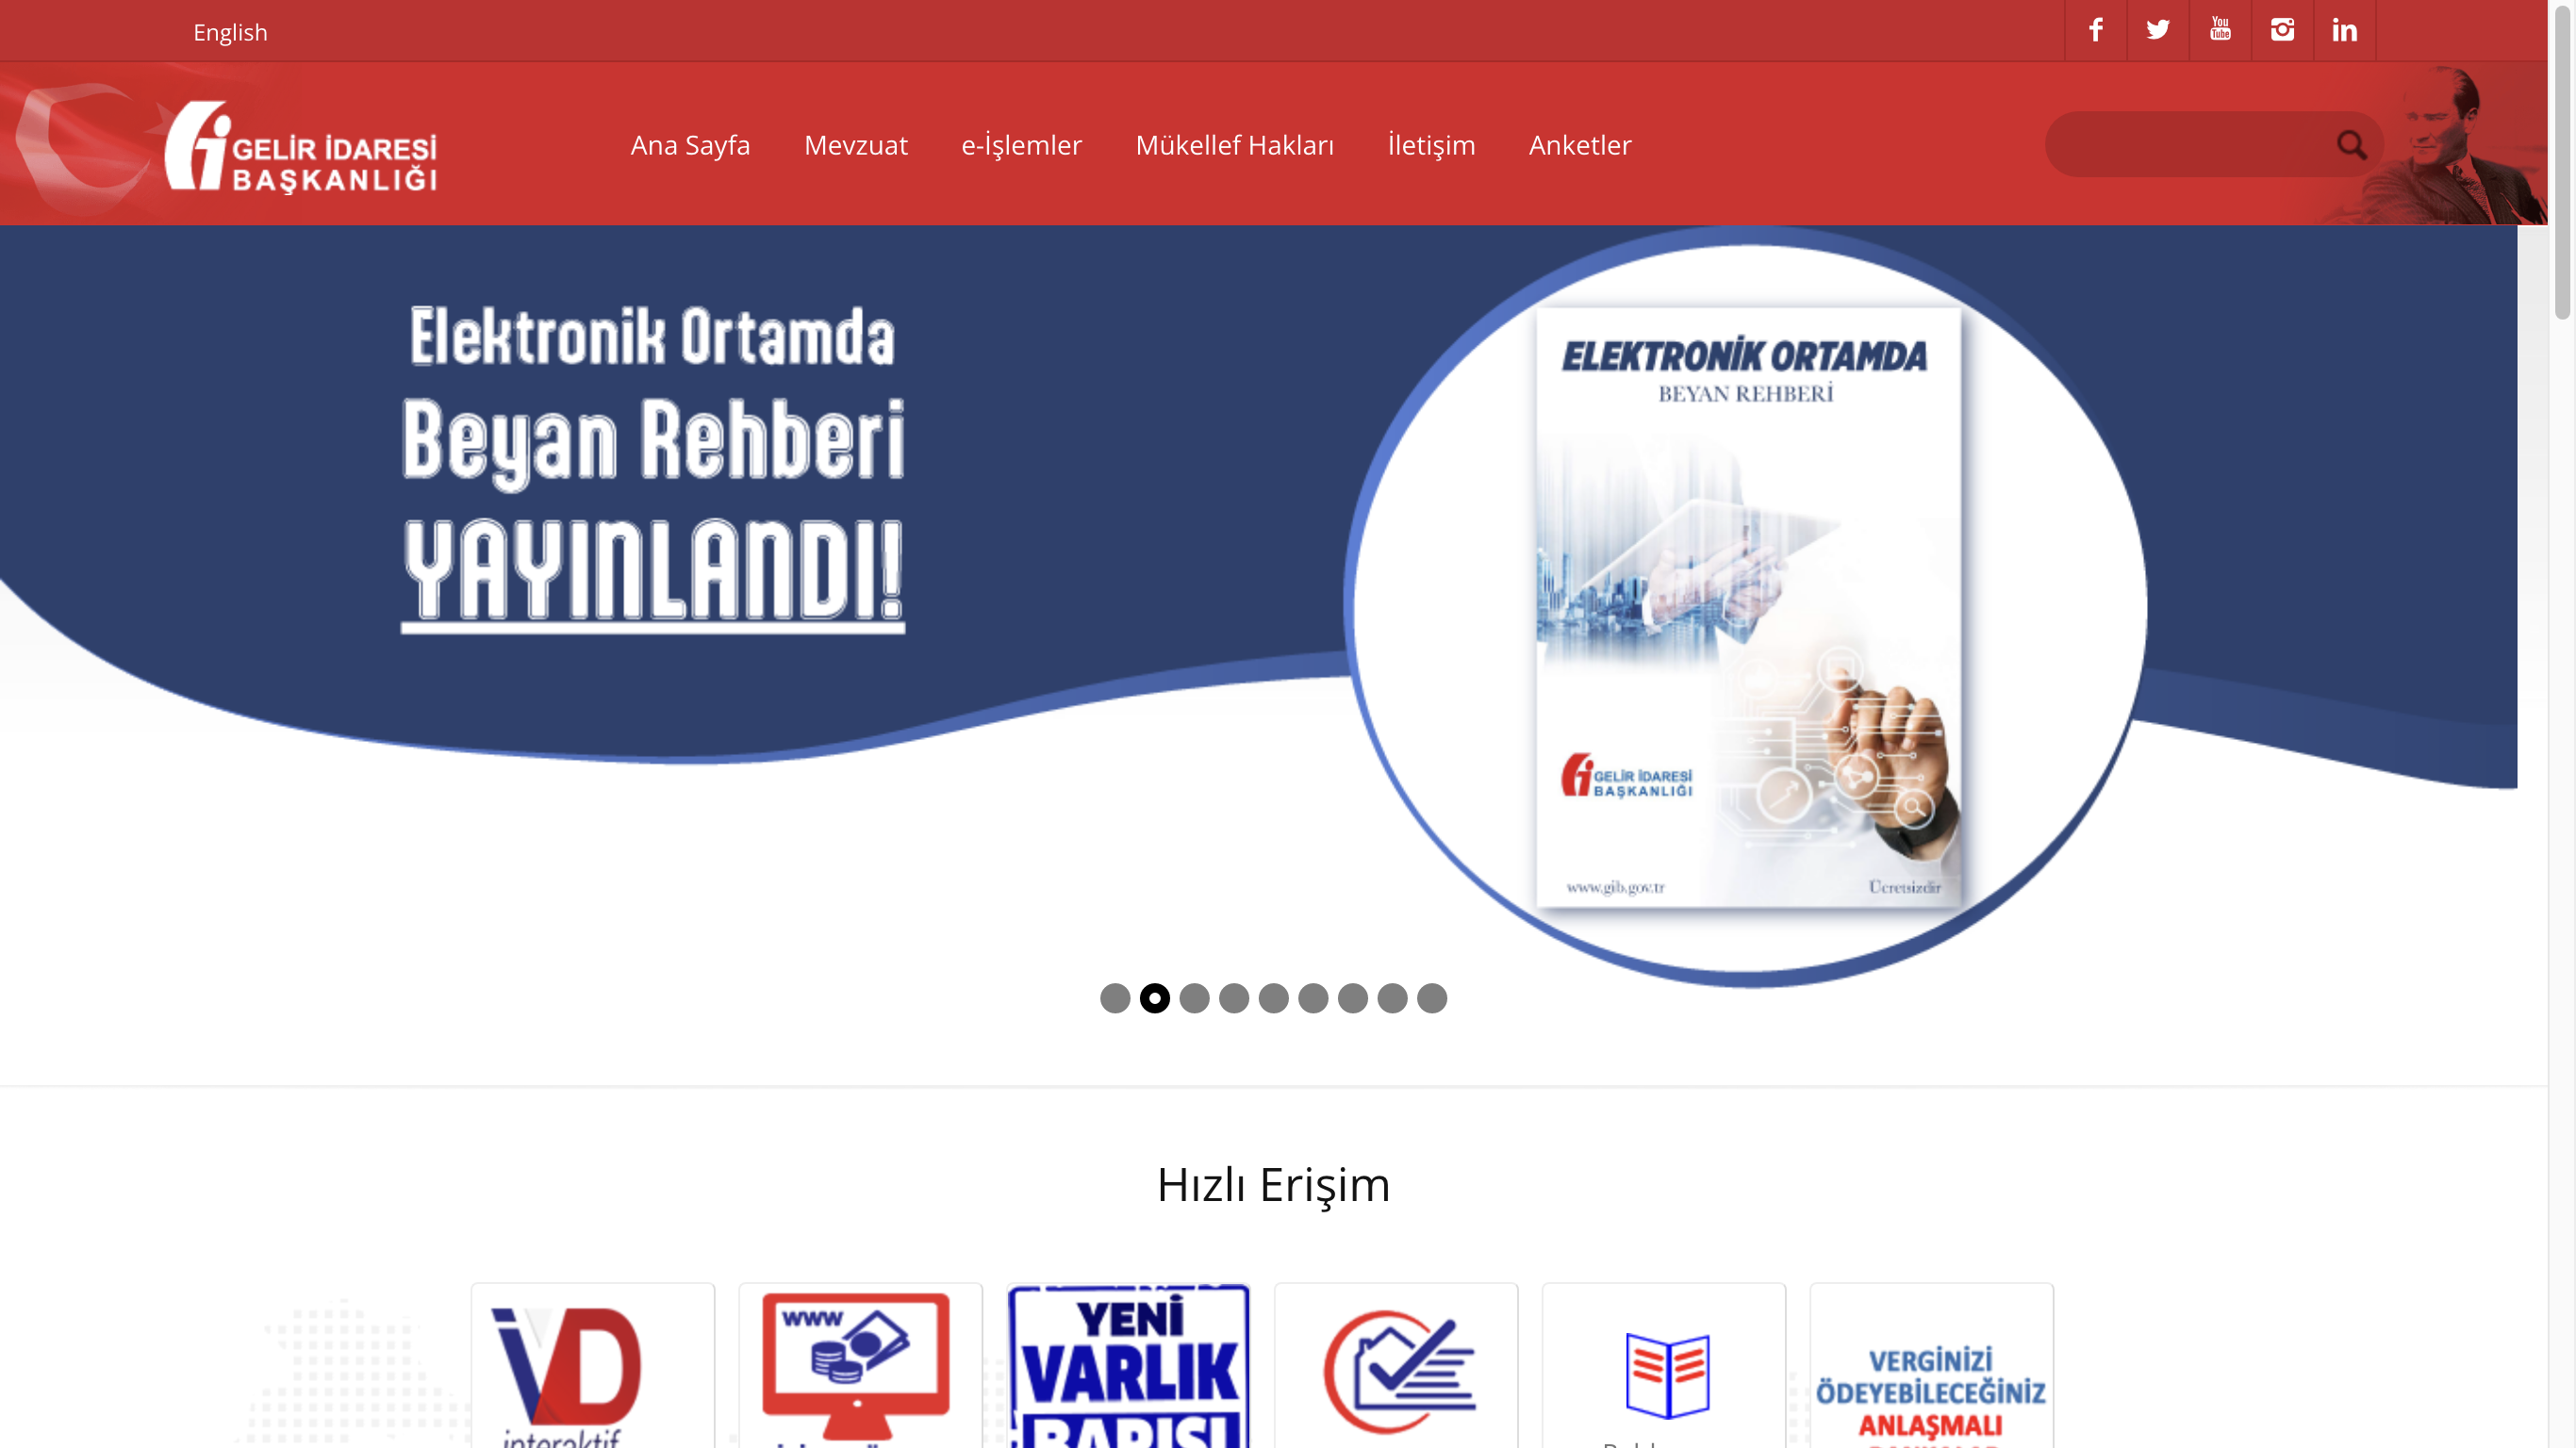 English
You
Tube
GELİR İDARESİ
BAŞKANLIĞI
Ana Sayfa
Mevzuat
e-İşlemler
Mükellef Hakları
İletişim
Anketler
Elektronik Ortamda
Beyan Rehberi
YAYINLANDI!
ELEKTRONİK ORTAMDA
BEYAN REHBERİ
GELİR İDARESİ
BAŞKANLIĞI
www.gib.gov.tr
Ücretsizdir
Hızlı Erişim
İVD
interaktif
www
YENİ
VARLIK
BARIŞI
VERGİNİZİ
ÖDEYEBİLECEĞİNİZ
ANLAŞMALI